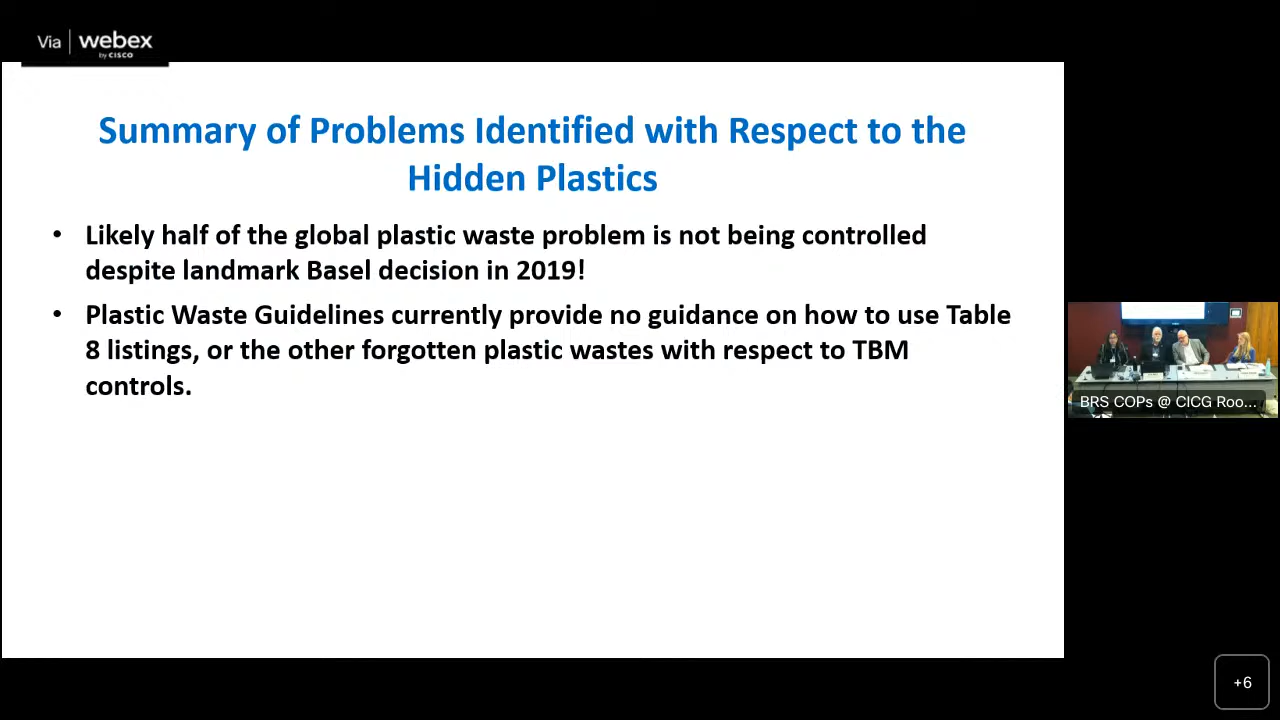 Via webex
by CISCO
Summary of Problems Identified with Respect to the
Hidden Plastics
• Likely half of the global plastic waste problem is not being controlled
despite landmark Basel decision in 2019!
• Plastic Waste Guidelines currently provide no guidance on how to use Table
8 listings, or the other forgotten plastic wastes with respect to TBM
controls.
BRS COPs @ CICG Roo...
+6